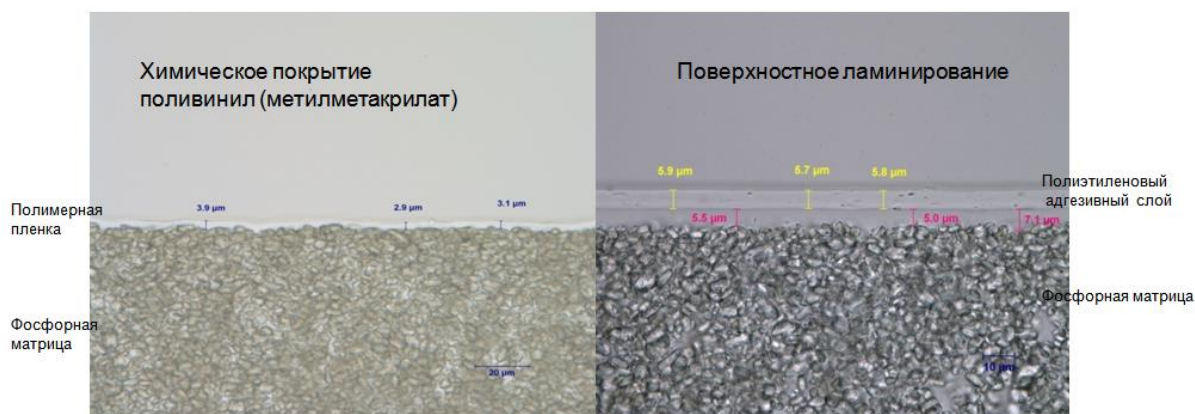 Химическое покрытие
поливинил (метилметакрилат)
Поверхностное ламинирование
Полимерная
пленка
3.9 µm
2.9 µm
3.1 µm
5.9 µm
5.7 µm
5.8 µm
5.5 µm
5.0 µm
7.1 µm
Полиэтиленовый
адгезивный слой
Фосфорная
матрица
Фосфорная матрица
20 µm
10 µm